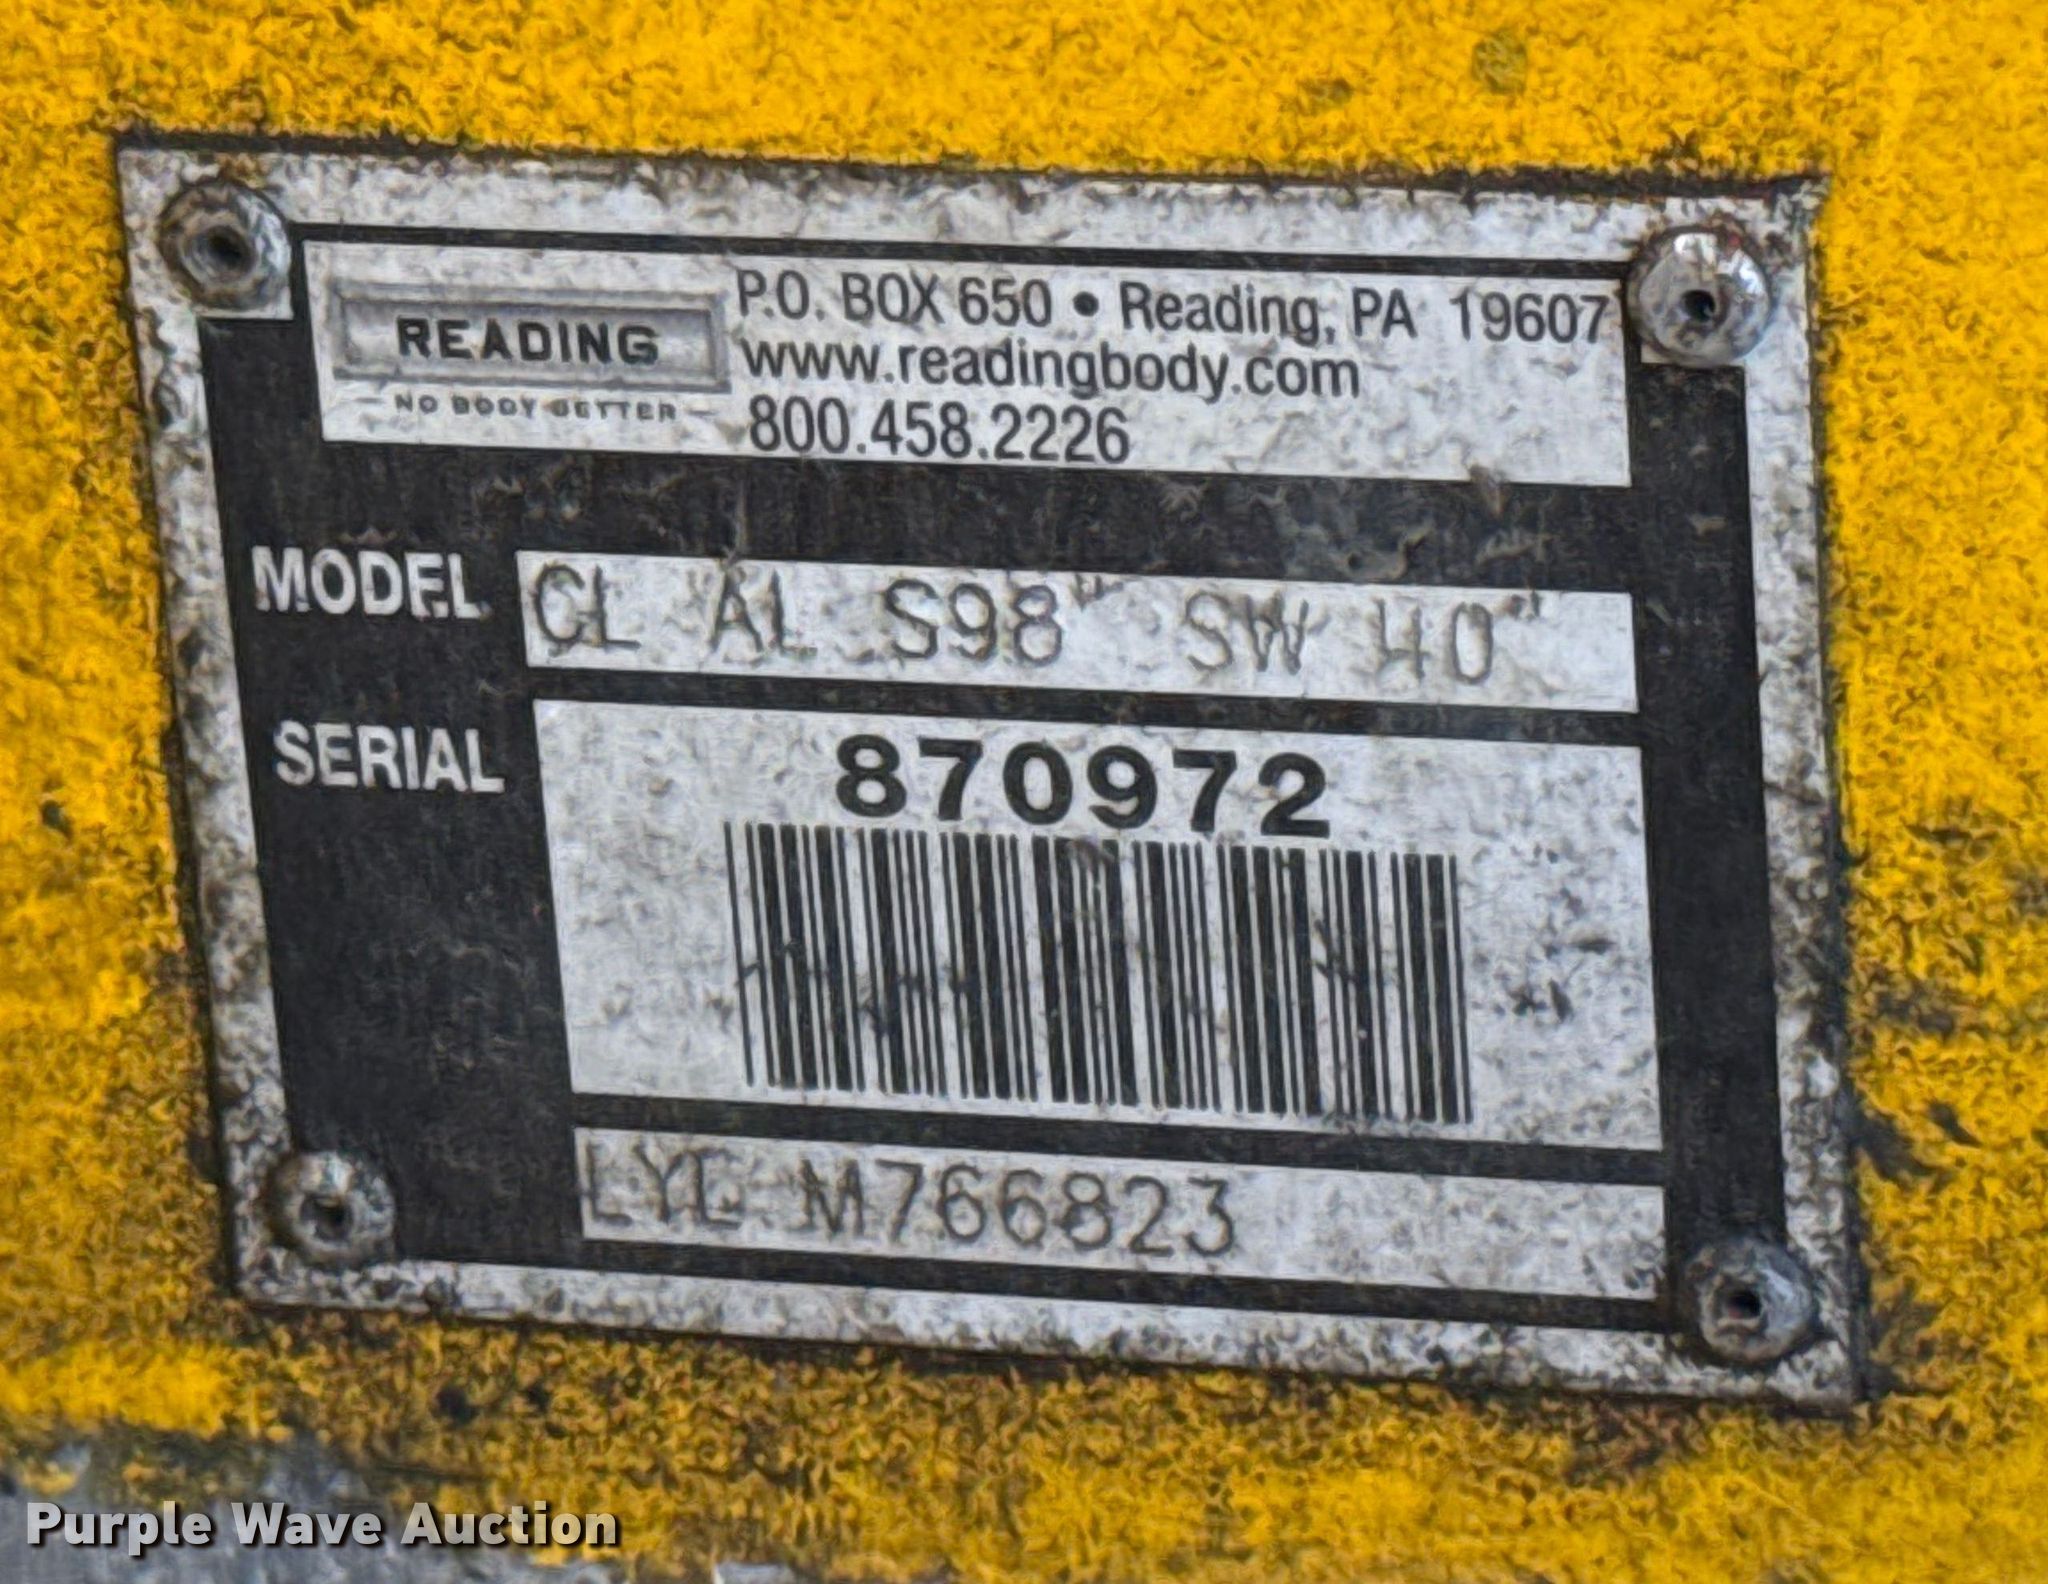 READING
NO BODY BETTER
P.O. BOX 650 • Reading, PA 19607
www.readingbody.com
800.458.2226
MODEL CL AL S98" SW 40"
SERIAL 870972
LYL M766823
Purple Wave Auction